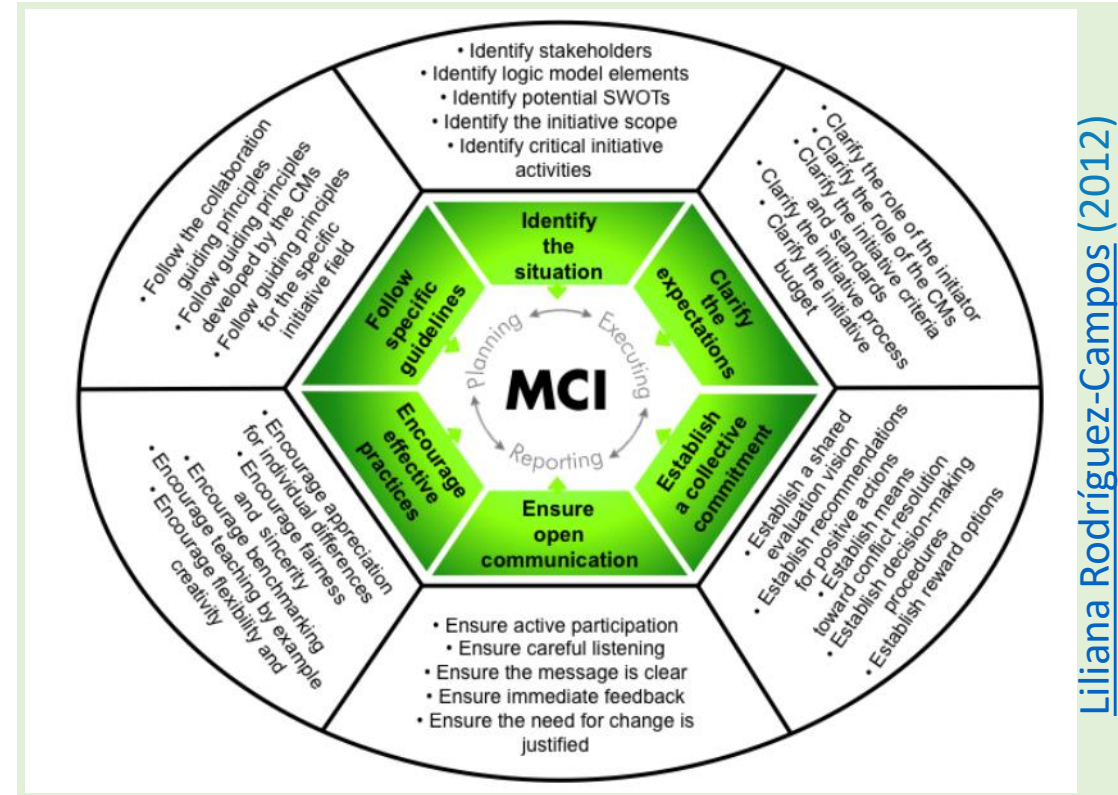 • Identify stakeholders
• Identify logic model elements
• Identify potential SWOTs
• Identify the initiative scope
• Identify critical initiative
activities
• Clarify the role of the initiator
• Clarify the role of the CMs
• Clarify the initiative criteria
and standards
• Clarify the initiative process
• Clarify the initiative
budget
• Establish a shared
evaluation vision
• Establish recommendations
for positive actions
• Establish means
toward conflict resolution
• Establish decision-making
procedures
• Establish reward options
• Ensure active participation
• Ensure careful listening
• Ensure the message is clear
• Ensure immediate feedback
• Ensure the need for change is
justified
• Encourage appreciation
for individual differences
• Encourage fairness
and sincerity
• Encourage benchmarking
• Encourage teaching by example
• Encourage flexibility and
creativity
• Follow the collaboration
guiding principles
• Follow guiding principles
developed by the CMs
• Follow guiding principles
for the specific
initiative field
Identify
the
situation
Clarify
the
expectations
Establish
a collective
commitment
Ensure
open
communication
Encourage
effective
practices
Follow
specific
guidelines
Planning
Executing
Reporting
MCI
Liliana Rodríguez-Campos (2012)